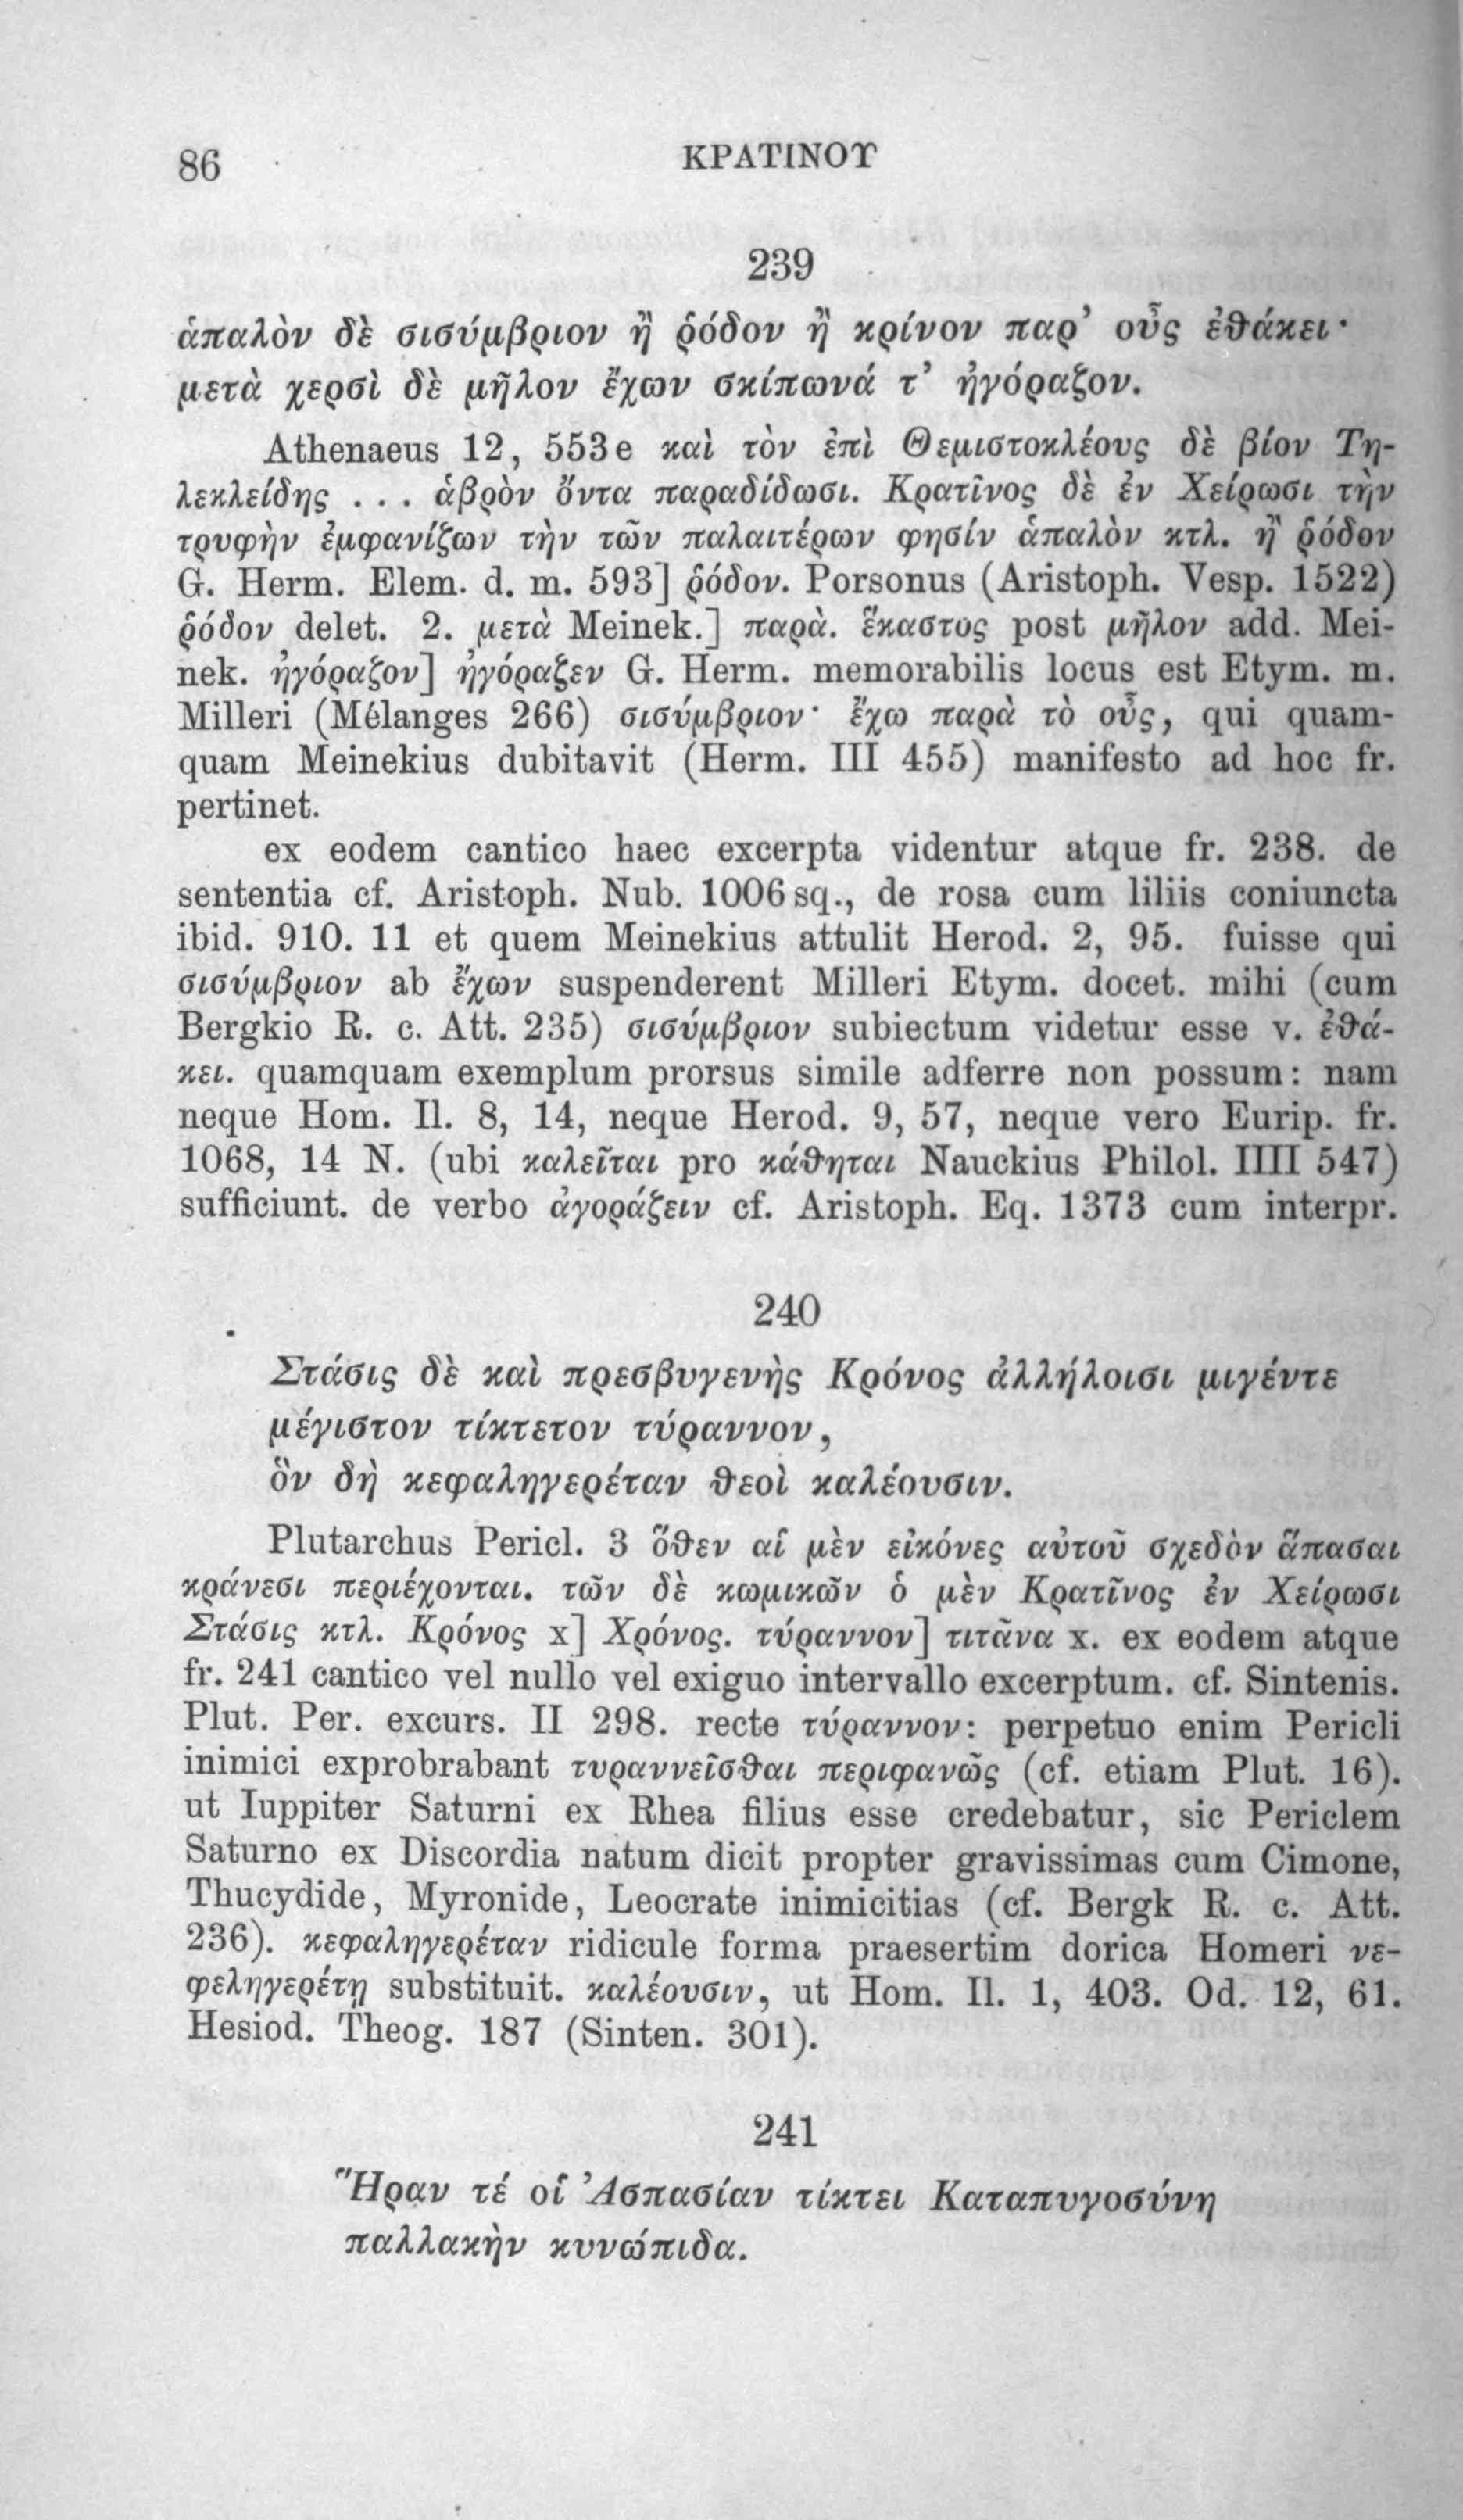 86
ΚΡΑΤΙΝΟΥ
239
ἁπαλὸν δὲ σισύμβριον ἢ ῥόδον ἢ κρίνον παρ’ οὖς ἐθάκει·
μετὰ χερσὶ δὲ μῆλον ἔχων σκίπωνά τ’ ἠγόραζον.
Athenaeus 12, 553e καὶ τὸν ἐπὶ Θεμιστοκλέους δὲ βίον Τη-
λεκλείδης . . . ἁβρὸν ὄντα παραδίδωσι. Κρατῖνος δὲ ἐν Χείρωσι τὴν
τρυφὴν ἐμφανίζων τὴν τῶν παλαιτέρων φησίν ἁπαλὸν κτλ. ἢ ῥόδον
G. Herm. Elem. d. m. 593] ῥόδον. Porsonus (Aristoph. Vesp. 1522)
ῥόδον delet. 2. μετὰ Meinek.] παρὰ. ἕκαστος post μῆλον add. Mei-
nek. ἠγόραζον] ἠγόραζεν G. Herm. memorabilis locus est Etym. m.
Milleri (Mélanges 266) σισύμβριον· ἔχω παρὰ τὸ οὖς, qui quam-
quam Meinekius dubitavit (Herm. III 455) manifesto ad hoc fr.
pertinet.
ex eodem cantico haec excerpta videntur atque fr. 238. de
sententia cf. Aristoph. Nub. 1006 sq., de rosa cum liliis coniuncta
ibid. 910. 11 et quem Meinekius attulit Herod. 2, 95. fuisse qui
σισύμβριον ab ἔχων suspenderent Milleri Etym. docet. mihi (cum
Bergkio R. c. Att. 235) σισύμβριον subiectum videtur esse v. ἐθά-
κει. quamquam exemplum prorsus simile adferre non possum: nam
neque Hom. Il. 8, 14, neque Herod. 9, 57, neque vero Eurip. fr.
1068, 14 N. (ubi καλεῖται pro κάθηται Nauckius Philol. IIII 547)
sufficiunt. de verbo ἀγοράζειν cf. Aristoph. Eq. 1373 cum interpr.
240
Στάσις δὲ καὶ πρεσβυγενὴς Κρόνος ἀλλήλοισι μιγέντε
μέγιστον τίκτετον τύραννον,
ὃν δὴ κεφαληγερέταν θεοὶ καλέουσιν.
Plutarchus Pericl. 3 ὅθεν αἱ μὲν εἰκόνες αὐτοῦ σχεδὸν ἅπασαι
κράνεσι περιέχονται. τῶν δὲ κωμικῶν ὁ μὲν Κρατῖνος ἐν Χείρωσι
Στάσις κτλ. Κρόνος x] Χρόνος. τύραννον] τιτᾶνα x. ex eodem atque
fr. 241 cantico vel nullo vel exiguo intervallo excerptum. cf. Sintenis.
Plut. Per. excurs. II 298. recte τύραννον: perpetuo enim Pericli
inimici exprobrabant τυραννεῖσθαι περιφανῶς (cf. etiam Plut. 16).
ut Iuppiter Saturni ex Rhea filius esse credebatur, sic Periclem
Saturno ex Discordia natum dicit propter gravissimas cum Cimone,
Thucydide, Myronide, Leocrate inimicitias (cf. Bergk R. c. Att.
236). κεφαληγερέταν ridicule forma praesertim dorica Homeri νε-
φεληγερέτῃ substituit. καλέουσιν, ut Hom. Il. 1, 403. Od. 12, 61.
Hesiod. Theog. 187 (Sinten. 301).
241
Ἥραν τέ οἱ Ἀσπασίαν τίκτει Καταπυγοσύνη
παλλακὴν κυνώπιδα.